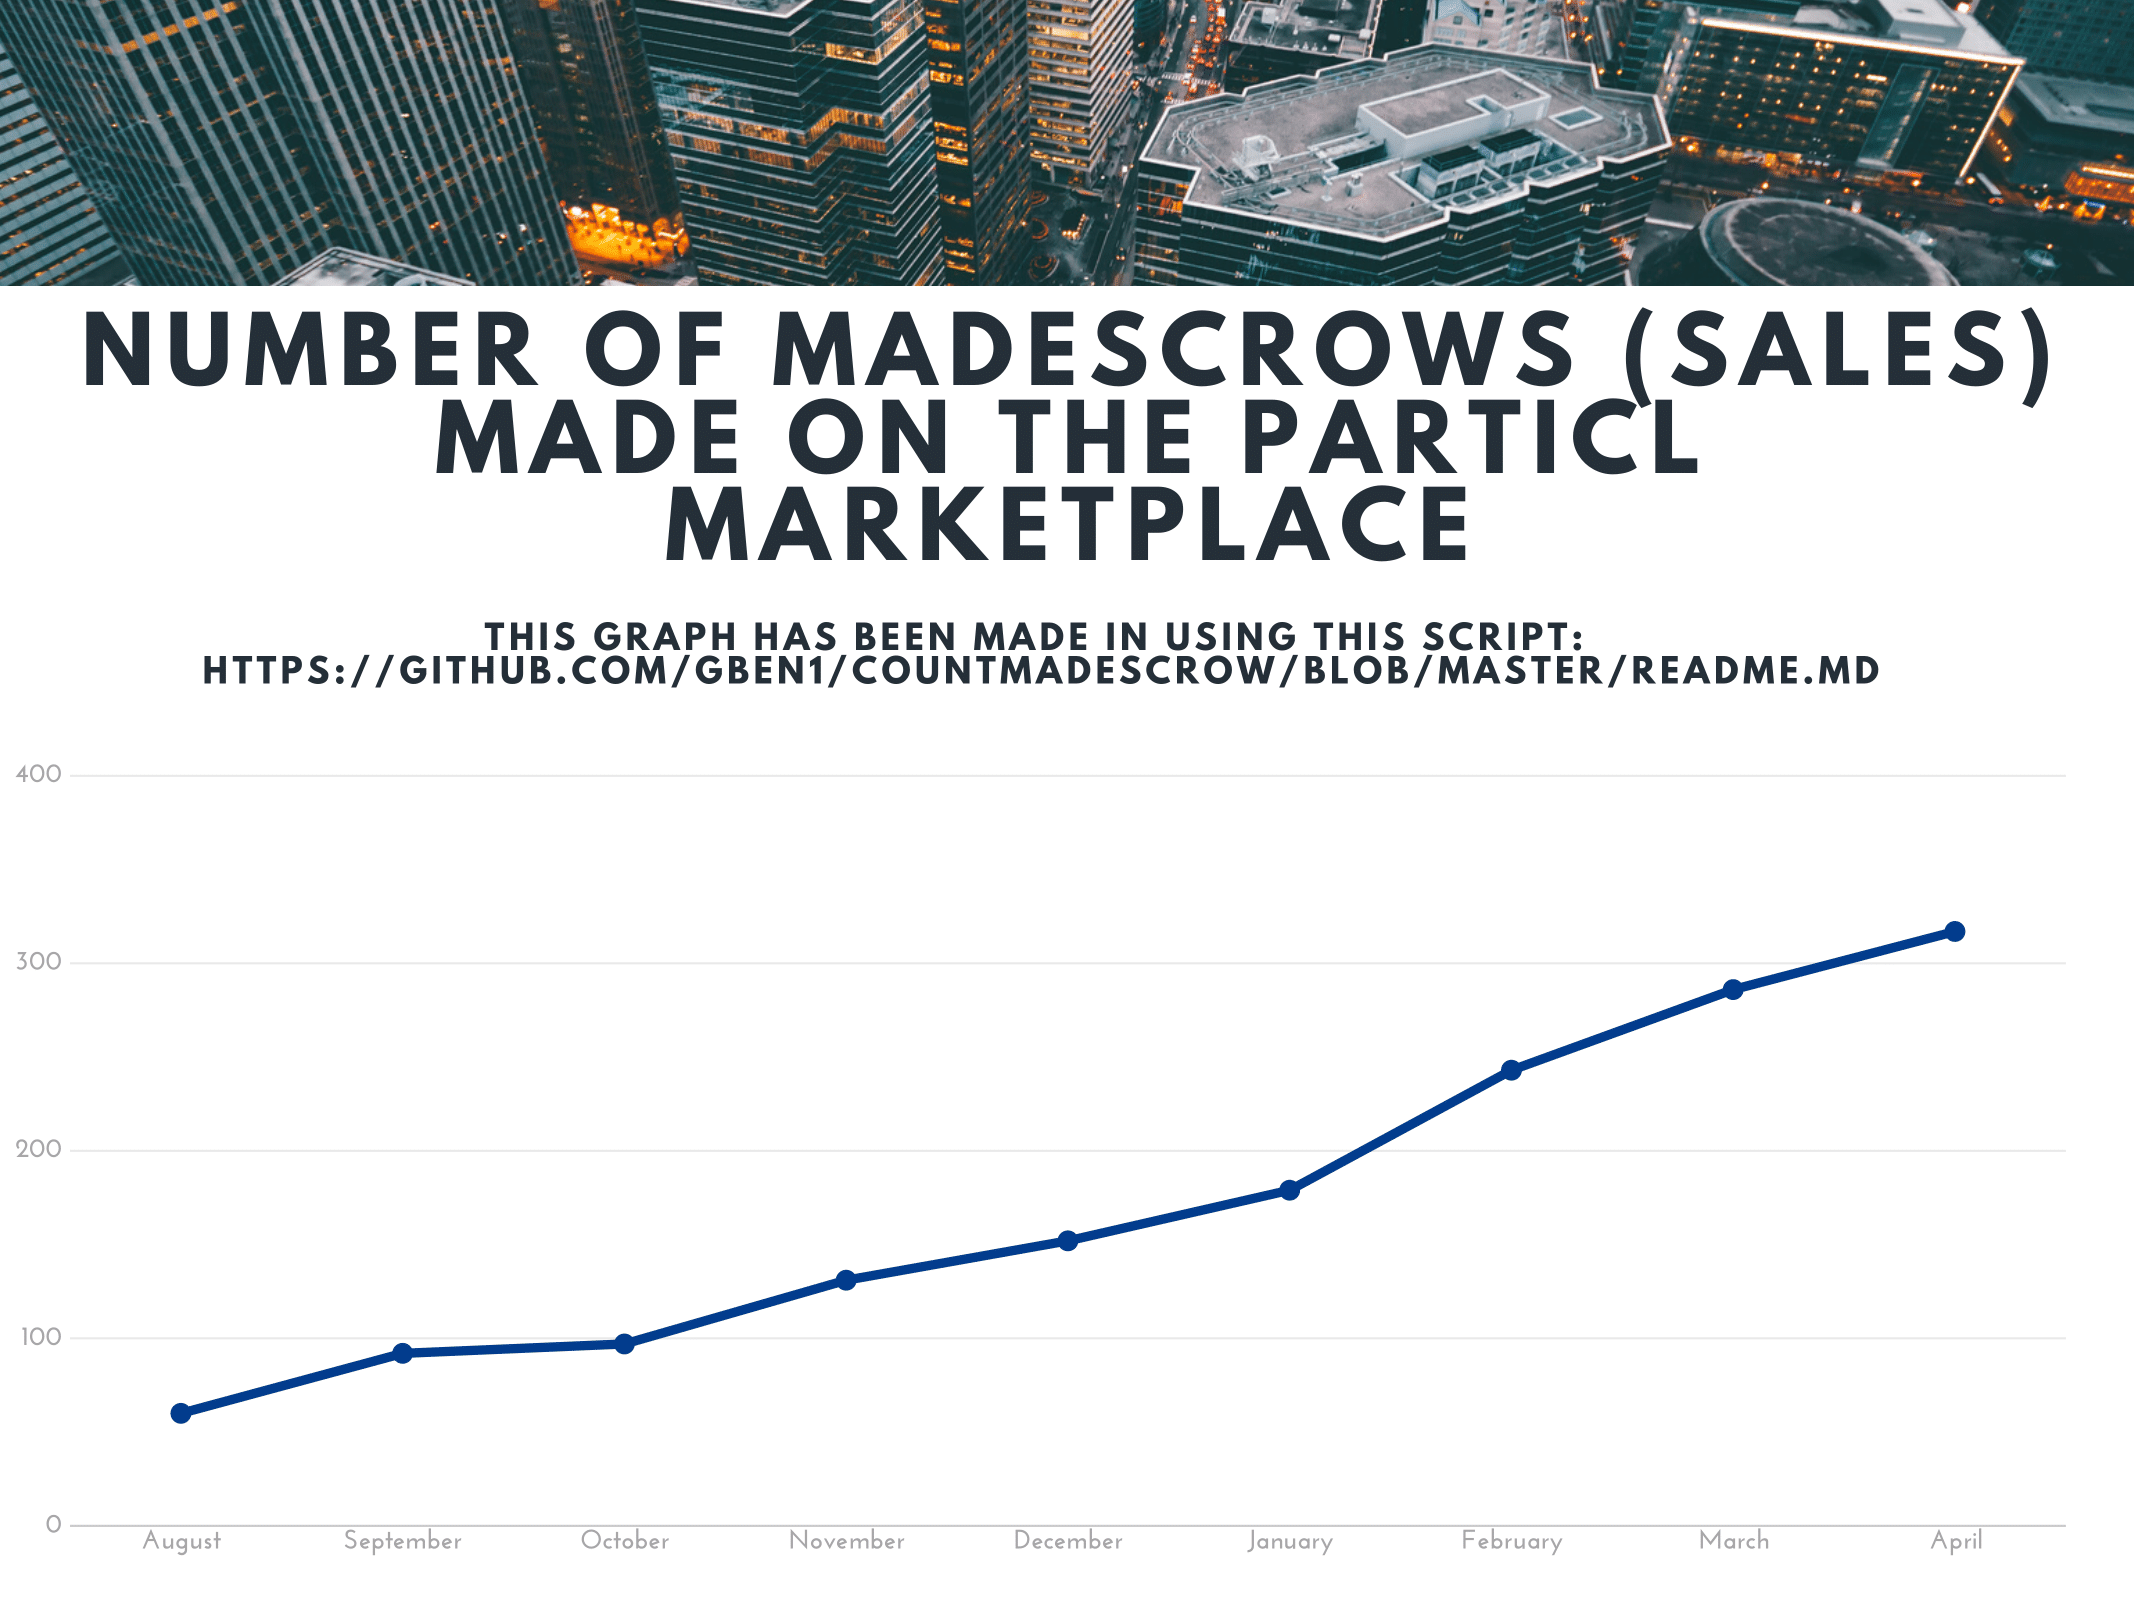 NUMBER OF MADESCROWS (SALES)
MADE ON THE PARTICL
MARKETPLACE
THIS GRAPH HAS BEEN MADE IN USING THIS SCRIPT:
HTTPS://GITHUB.COM/GBEN1/COUNTMADESCROW/BLOB/MASTER/README.MD
400
300
200
100
0
August September October November December January February March April